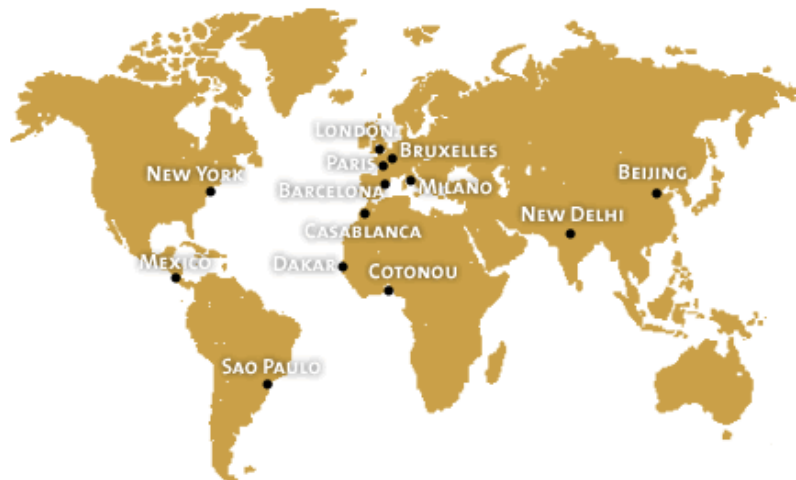 London
Bruxelles
Paris
New York
Barcelona
Milano
Beijing
New Delhi
Casablanca
Mexico
Dakar
Cotonou
Sao Paulo